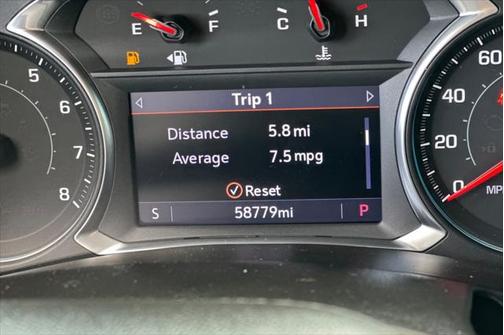 E F C H
Trip 1
Distance 5.8 mi
Average 7.5 mpg
Reset
S 58779mi P
5
6
7
8
60
40
20
0
MP